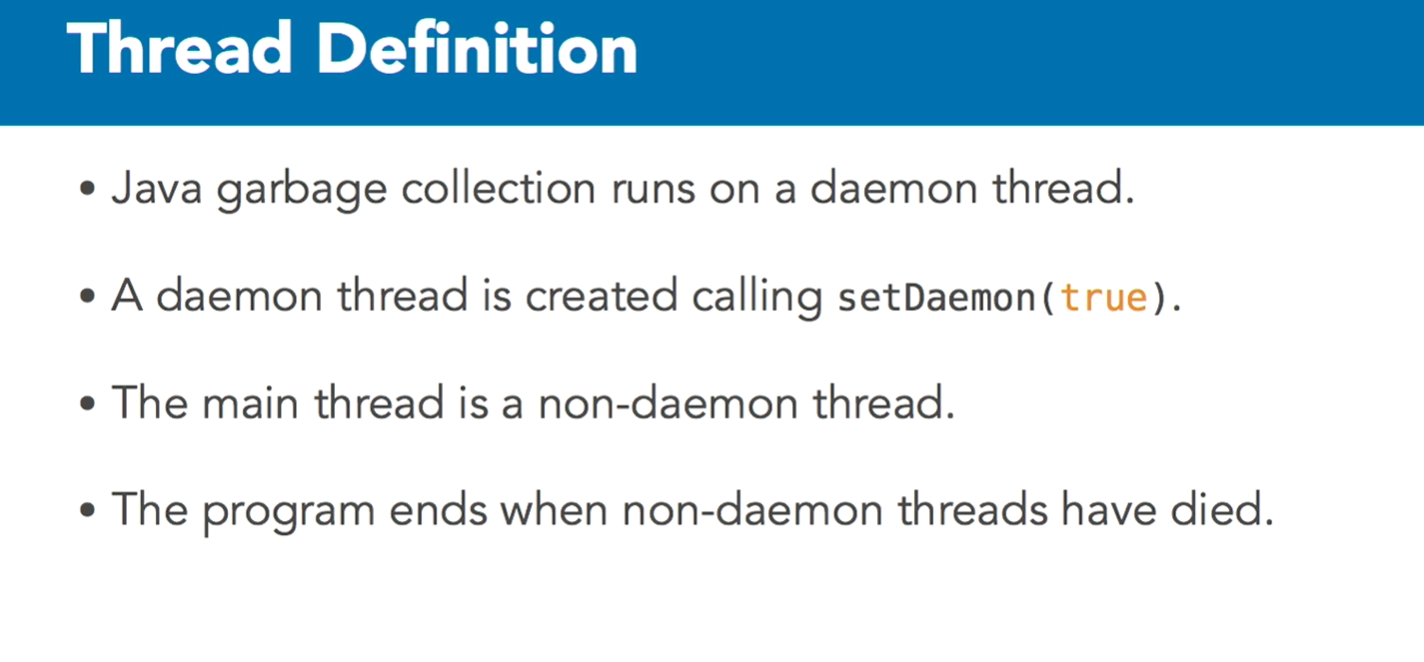 Thread Definition
• Java garbage collection runs on a daemon thread.
• A daemon thread is created calling setDaemon(true).
• The main thread is a non-daemon thread.
• The program ends when non-daemon threads have died.